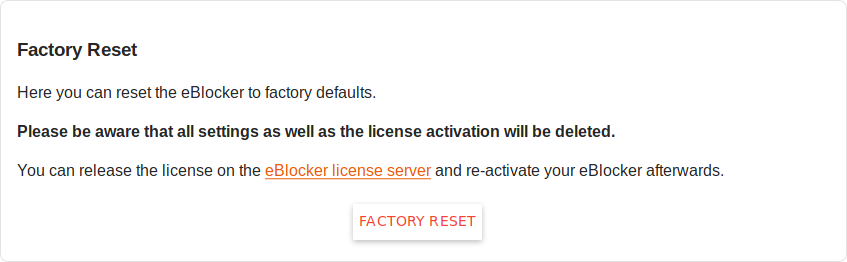 Factory Reset
Here you can reset the eBlocker to factory defaults.
Please be aware that all settings as well as the license activation will be deleted.
You can release the license on the eBlocker license server and re-activate your eBlocker afterwards.
FACTORY RESET